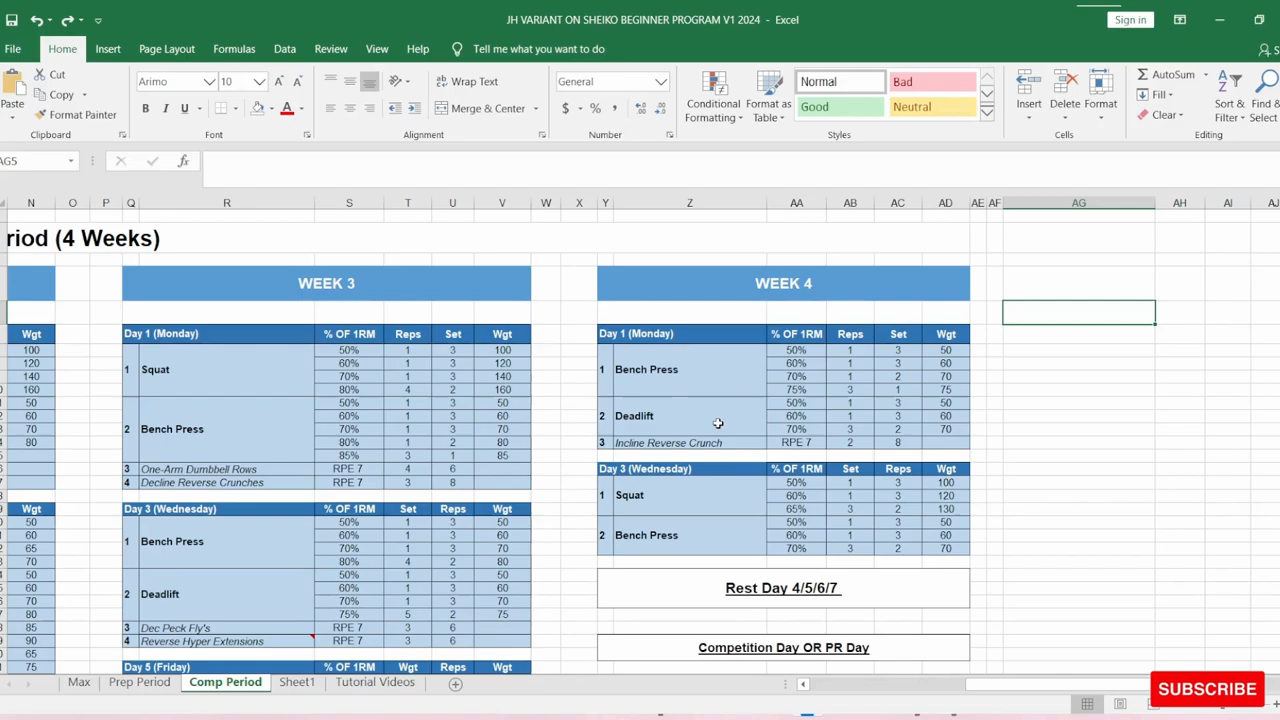 JH VARIANT ON SHEIKO BEGINNER PROGRAM V1 2024 - Excel
Sign in
File Home Insert Page Layout Formulas Data Review View Help Tell me what you want to do
Cut
Copy
Format Painter
Paste
Clipboard
Arimo 10
B I U
Font
Wrap Text
Merge & Center
Alignment
General
$ % ,
Number
Conditional Formatting
Format as Table
Normal Bad
Good Neutral
Styles
Insert Delete Format
Cells
AutoSum
Fill
Clear
Sort & Filter
Find & Select
Editing
AG5 fx
N O P Q R S T U V W X Y Z AA AB AC AD AE AF AG AH AI AJ
riod (4 Weeks)
WEEK 3
Wgt
100
120
140
160
50
60
70
80
Wgt
50
60
65
70
50
60
70
80
85
90
65
75
Day 1 (Monday) % OF 1RM Reps Set Wgt
1 Squat 50% 1 3 100
60% 1 3 120
70% 1 3 140
80% 4 2 160
2 Bench Press 50% 1 3 50
60% 1 3 60
70% 1 3 70
80% 1 2 80
85% 3 1 85
3 One-Arm Dumbbell Rows RPE 7 4 6
4 Decline Reverse Crunches RPE 7 3 8
Day 3 (Wednesday) % OF 1RM Set Reps Wgt
1 Bench Press 50% 1 3 50
60% 1 3 60
70% 1 3 70
80% 4 2 80
2 Deadlift 50% 1 3 50
60% 1 3 60
70% 1 3 70
75% 5 2 75
3 Dec Peck Fly's RPE 7 3 6
4 Reverse Hyper Extensions RPE 7 3 6
Day 5 (Friday) % OF 1RM Wgt Reps Wgt
WEEK 4
Day 1 (Monday) % OF 1RM Reps Set Wgt
1 Bench Press 50% 1 3 50
60% 1 3 60
70% 1 2 70
75% 3 1 75
2 Deadlift 50% 1 3 50
60% 1 3 60
70% 3 2 70
3 Incline Reverse Crunch RPE 7 2 8
Day 3 (Wednesday) % OF 1RM Set Reps Wgt
1 Squat 50% 1 3 100
60% 1 3 120
65% 3 2 130
2 Bench Press 50% 1 3 50
60% 1 3 60
70% 3 2 70
Rest Day 4/5/6/7
Competition Day OR PR Day
Max Prep Period Comp Period Sheet1 Tutorial Videos
SUBSCRIBE